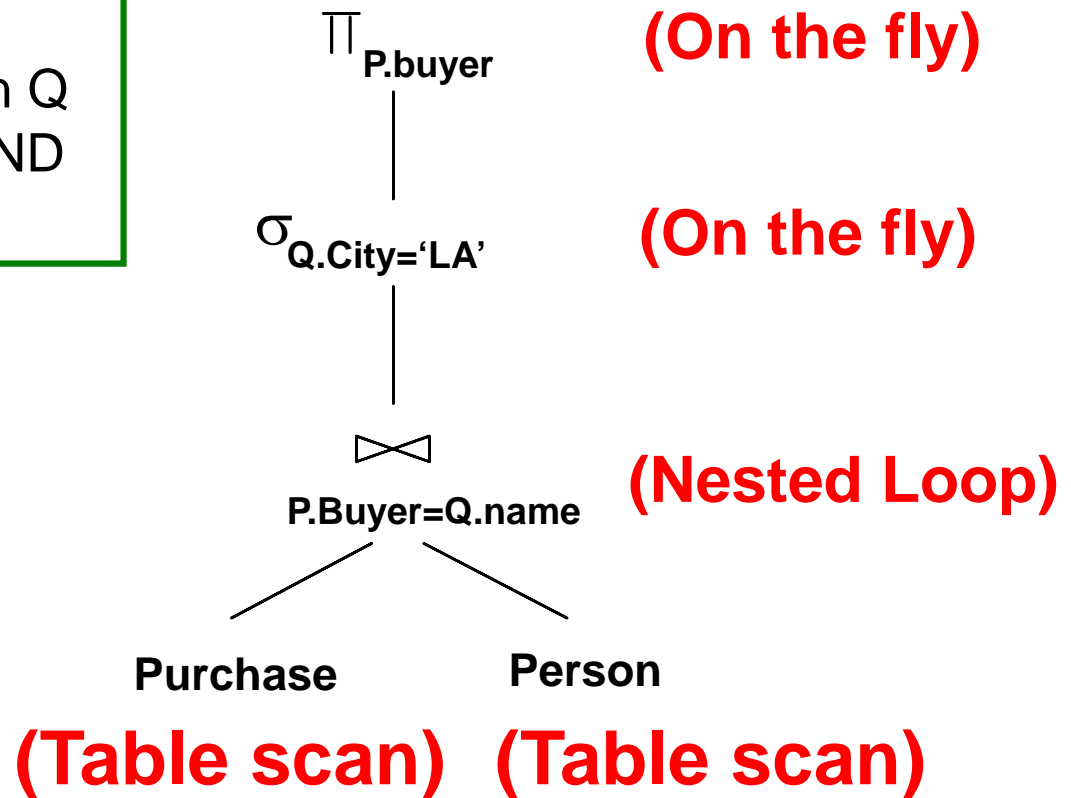 ∏ P.buyer (On the fly)
n Q
ND
σ Q.City=‘LA’ (On the fly)
⋈
P.Buyer=Q.name (Nested Loop)
Purchase Person
(Table scan) (Table scan)